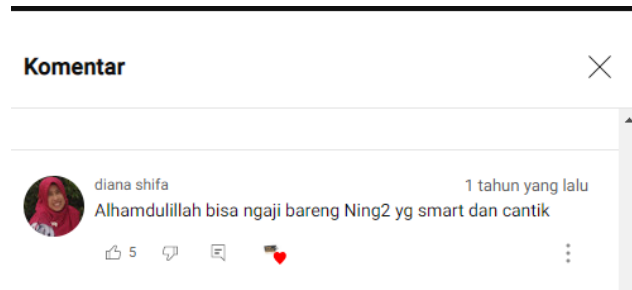 Komentar
diana shifa
1 tahun yang lalu
Alhamdulillah bisa ngaji bareng Ning2 yg smart dan cantik
5